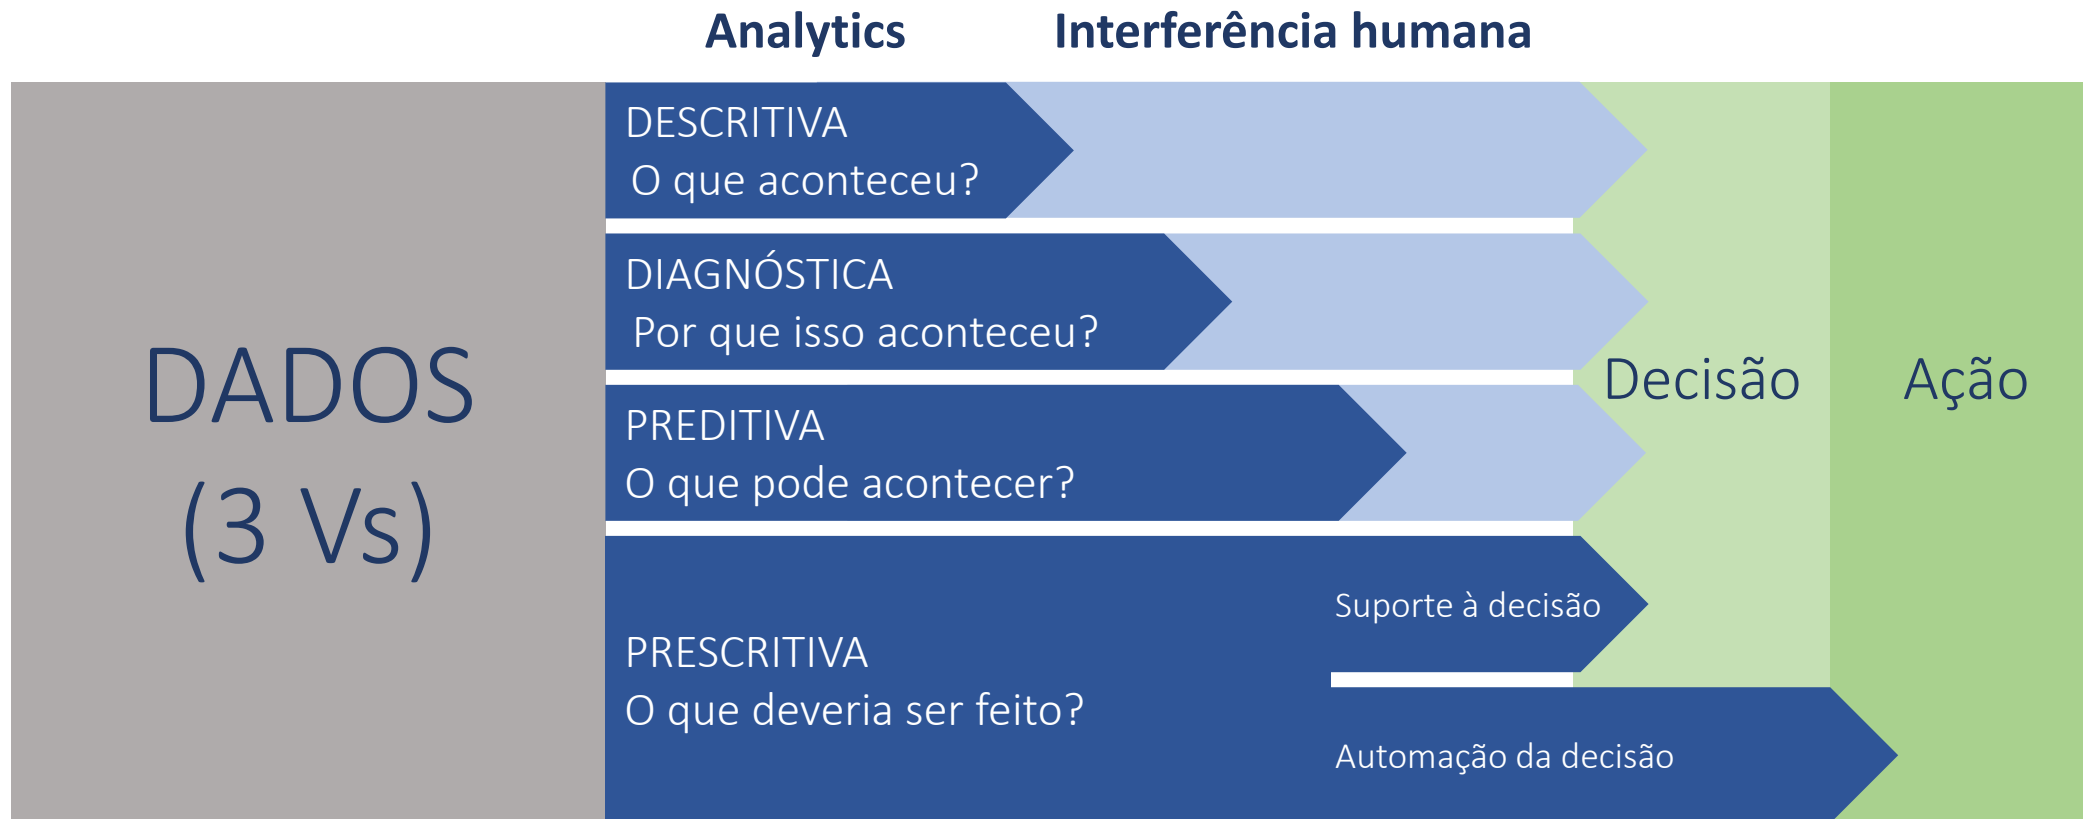 Analytics
Interferência humana
DADOS
(3 Vs)
DESCRITIVA
O que aconteceu?
DIAGNÓSTICA
Por que isso aconteceu?
PREDITIVA
O que pode acontecer?
PRESCRITIVA
O que deveria ser feito?
Suporte à decisão
Automação da decisão
Decisão
Ação